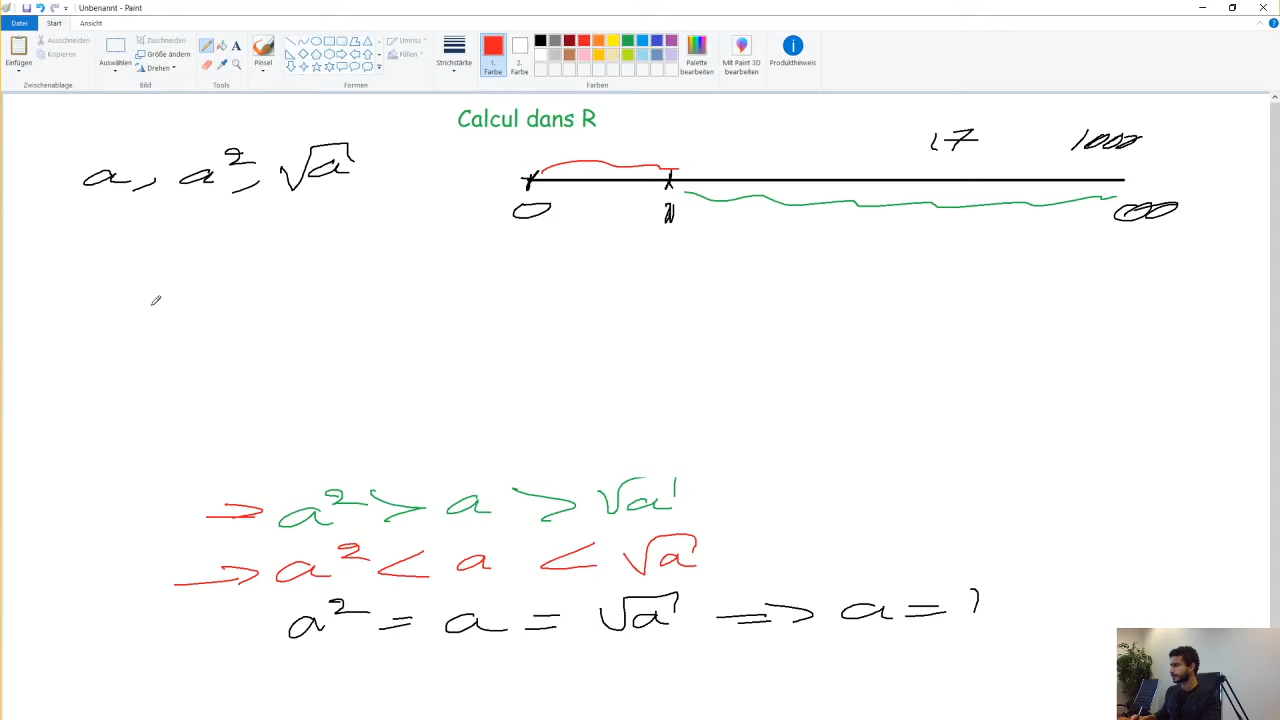 Unbenannt - Paint
Datei Start Ansicht
Einfügen Ausschneiden Kopieren Auswählen Zuschneiden Größe ändern Drehen Pinsel Umriss Füllen Strichstärke 1. Farbe 2. Farbe Palette bearbeiten Mit Paint 3D bearbeiten Produkthinweis
Zwischenablage Bild Tools Formen Farben
Calcul dans R
a, a², √a
17 1000
0
a² > a > √a
a² < a < √a
a² = a = √a ⟹ a = ?